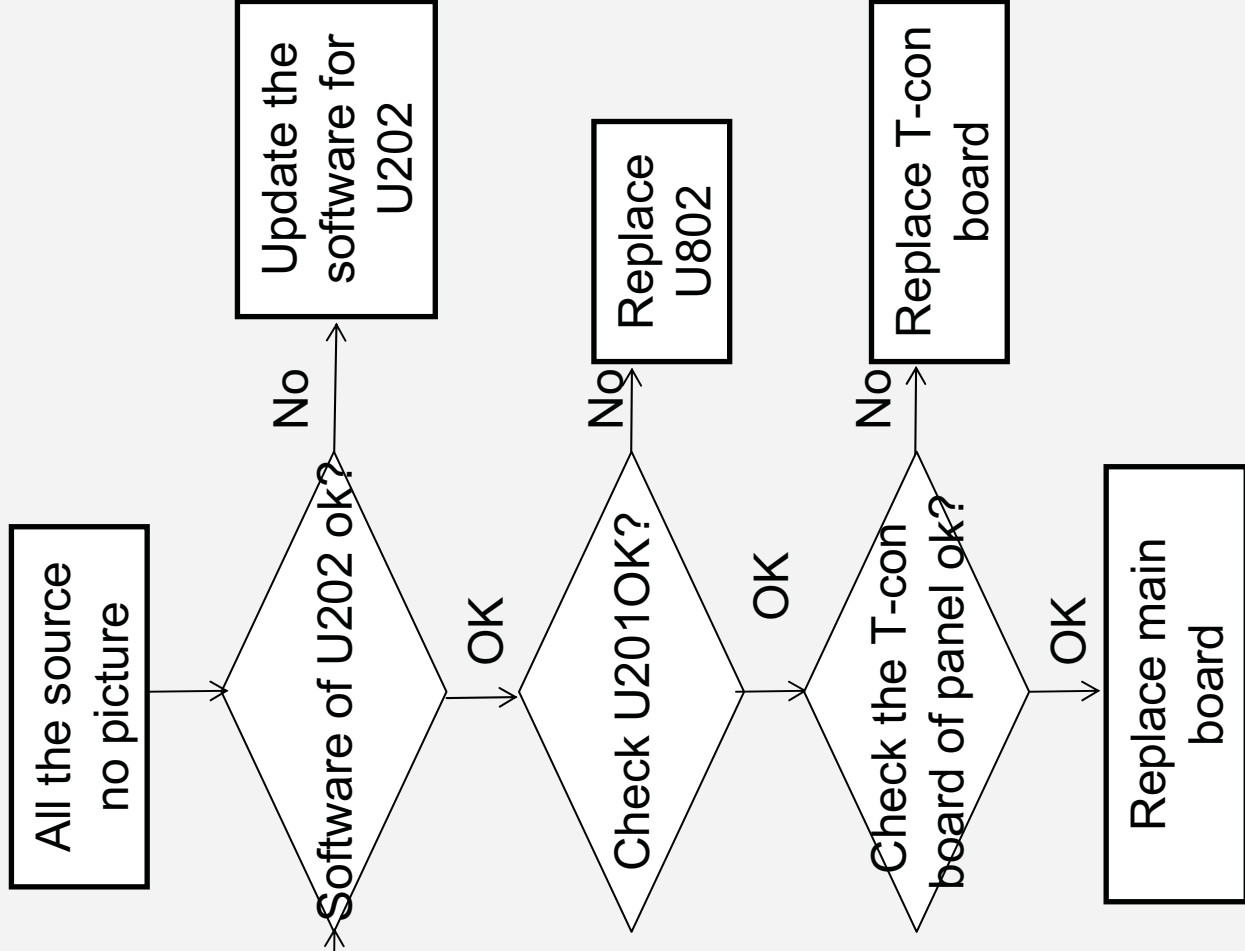 All the source
no picture
Software of U202 ok?
No
Update the
software for
U202
OK
Check U201OK?
No
Replace
U802
OK
Check the T-con
board of panel ok?
No
Replace T-con
board
OK
Replace main
board